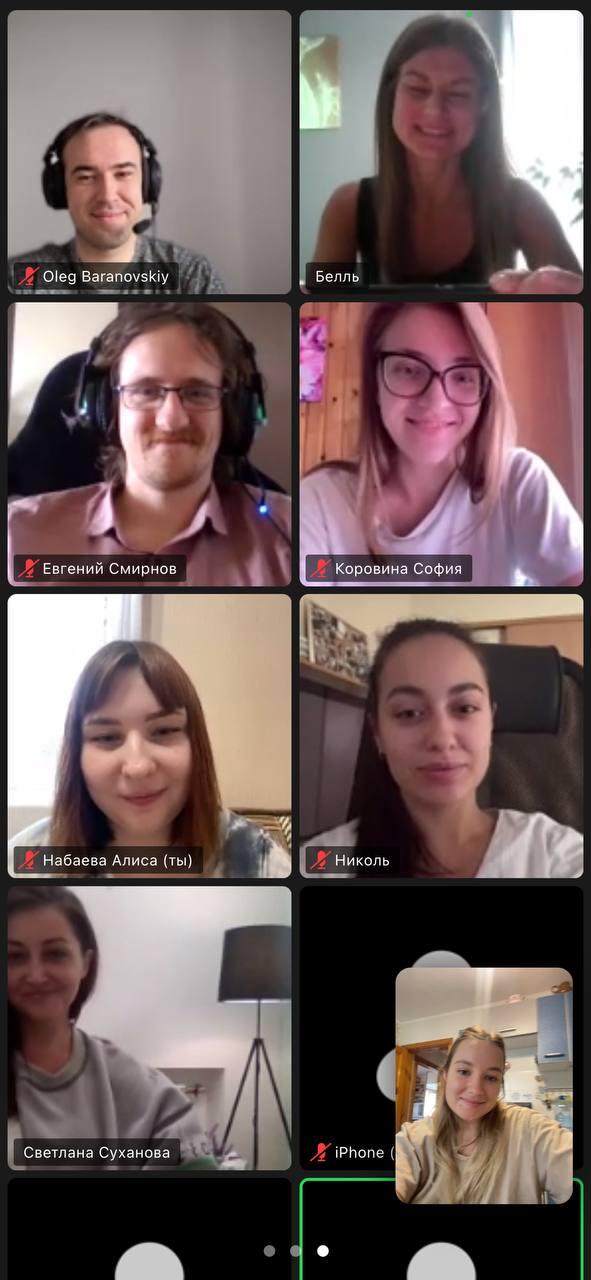 Oleg Baranovskiy
Белль
Евгений Смирнов
Коровина София
Набаева Алиса (ты)
Николь
Светлана Суханова
iPhone (